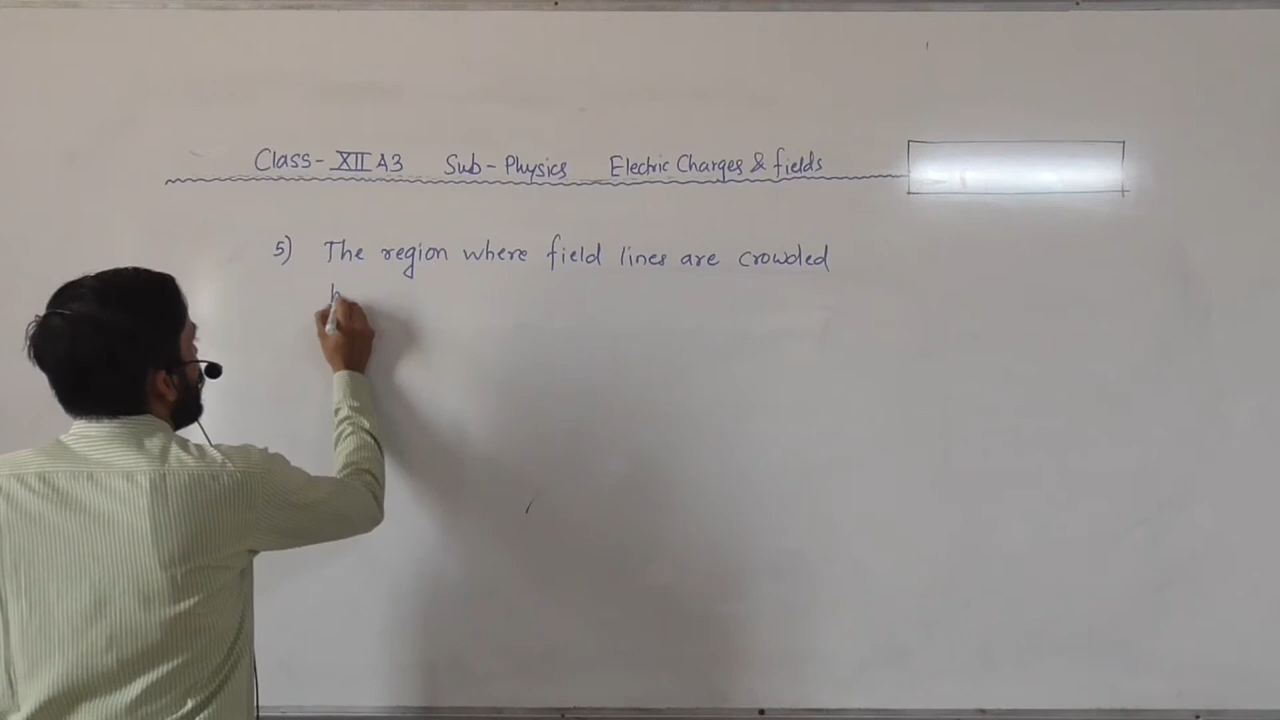 Class - XII A3 Sub - Physics Electric Charges & fields
5) The region where field lines are crowded
h